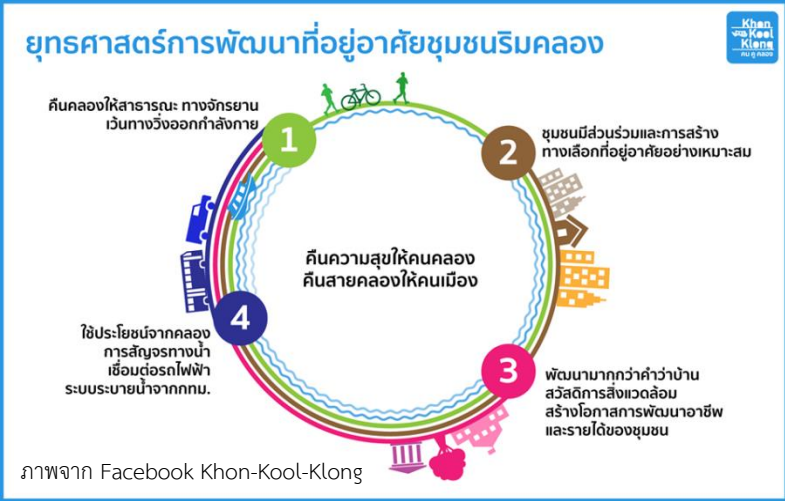 ยุทธศาสตร์การพัฒนาที่อยู่อาศัยชุมชนริมคลอง
Khon
Kool
Klong
คน คู คลอง
คืนคลองให้สาธารณะ ทางจักรยาน
เว้นทางวิ่งออกกำลังกาย
1
2
ชุมชนมีส่วนร่วมและการสร้าง
ทางเลือกที่อยู่อาศัยอย่างเหมาะสม
คืนความสุขให้คนคลอง
คืนสายคลองให้คนเมือง
4
ใช้ประโยชน์จากคลอง
การสัญจรทางน้ำ
เชื่อมต่อรถไฟฟ้า
ระบบระบายน้ำจากกทม.
3
พัฒนามากกว่าคำว่าบ้าน
สวัสดิการสิ่งแวดล้อม
สร้างโอกาสการพัฒนาอาชีพ
และรายได้ของชุมชน
ภาพจาก Facebook Khon-Kool-Klong